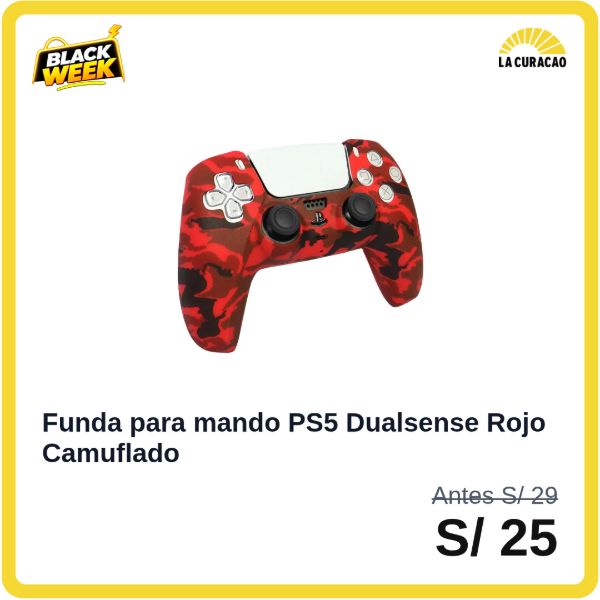 BLACK
WEEK
LA CURACAO
Funda para mando PS5 Dualsense Rojo
Camuflado
Antes S/ 29
S/ 25